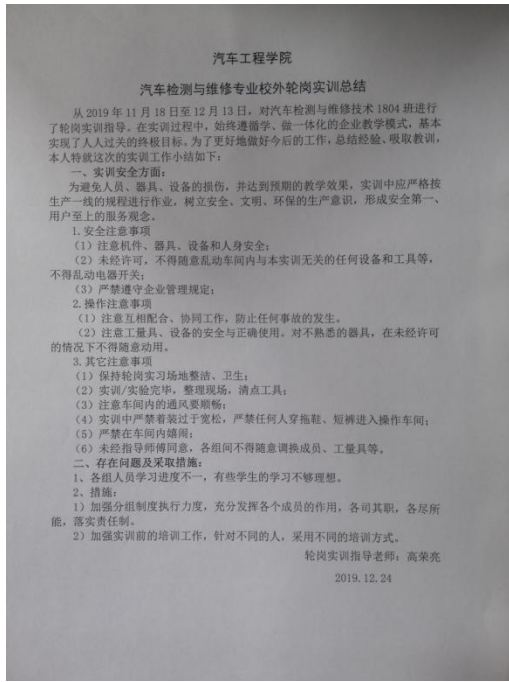 汽车工程学院
汽车检测与维修专业校外轮岗实训总结
从 2019 年 11 月 18 日至 12 月 13 日，对汽车检测与维修技术 1804 班进行
了轮岗实训指导。在实训过程中，始终遵循学、做一体化的企业教学模式，基本
实现了人人过关的终极目标，为了更好地做好今后的工作，总结经验、吸取教训，
本人特就这次的实训工作小结如下：
一、实训安全方面：
为避免人员、器具、设备的损伤，并达到预期的教学效果，实训中应严格按
生产一线的规程进行作业，树立安全、文明、环保的生产意识，形成安全第一、
用户至上的服务观念。
1.安全注意事项
（1）注意机件、器具、设备和人身安全；
（2）未经许可，不得随意乱动车间内与本实训无关的任何设备和工具等，
不得乱动电器开关；
（3）严禁遵守企业管理规定；
2.操作注意事项
（1）注意互相配合、协同工作，防止任何事故的发生。
（2）注意工量具、设备的安全与正确使用。对不熟悉的器具，在未经许可
的情况下不得随意动用。
3.其它注意事项
（1）保持轮岗实习场地整洁、卫生；
（2）实训/实验完毕，整理现场，清点工具；
（3）注意车间内的通风要顺畅；
（4）实训中严禁着装过于宽松，严禁任何人穿拖鞋、短裤进入操作车间；
（5）严禁在车间内嬉闹；
（6）未经指导师傅同意，各组间不得随意调换成员、工量具等。
二、存在问题及采取措施：
1、各组人员学习进度不一，有些学生的学习不够理想。
2、措施：
1）加强分组制度执行力度，充分发挥各个成员的作用，各司其职，各尽所
能，落实责任制。
2）加强实训前的培训工作，针对不同的人，采用不同的培训方式。
轮岗实训指导老师：高荣亮
2019.12.24